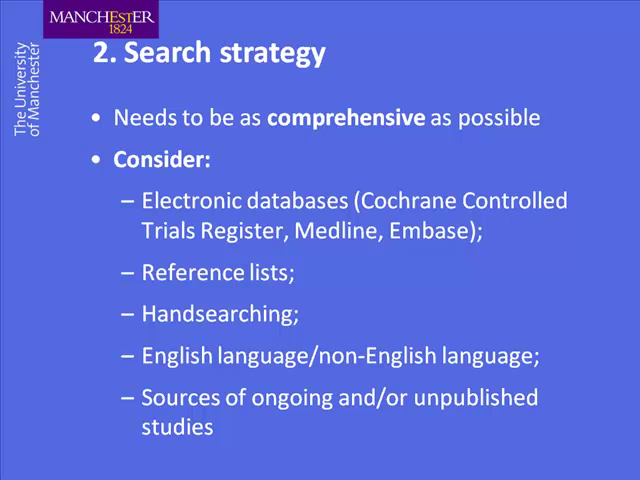 MANCHESTER
1824
The University
of Manchester
2. Search strategy
• Needs to be as comprehensive as possible
• Consider:
– Electronic databases (Cochrane Controlled
Trials Register, Medline, Embase);
– Reference lists;
– Handsearching;
– English language/non-English language;
– Sources of ongoing and/or unpublished
studies